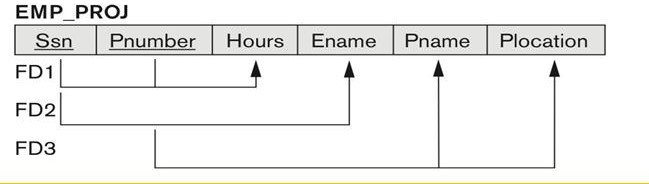 EMP_PROJ
Ssn Pnumber Hours Ename Pname Plocation
FD1
FD2
FD3